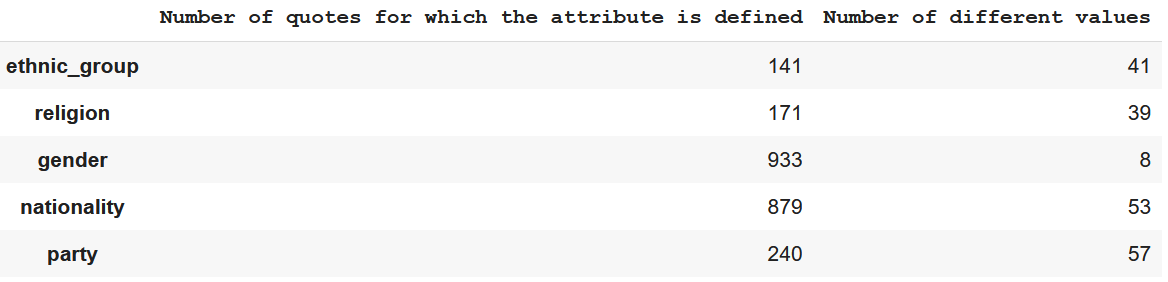 Number of quotes for which the attribute is defined Number of different values
ethnic_group 141 41
religion 171 39
gender 933 8
nationality 879 53
party 240 57